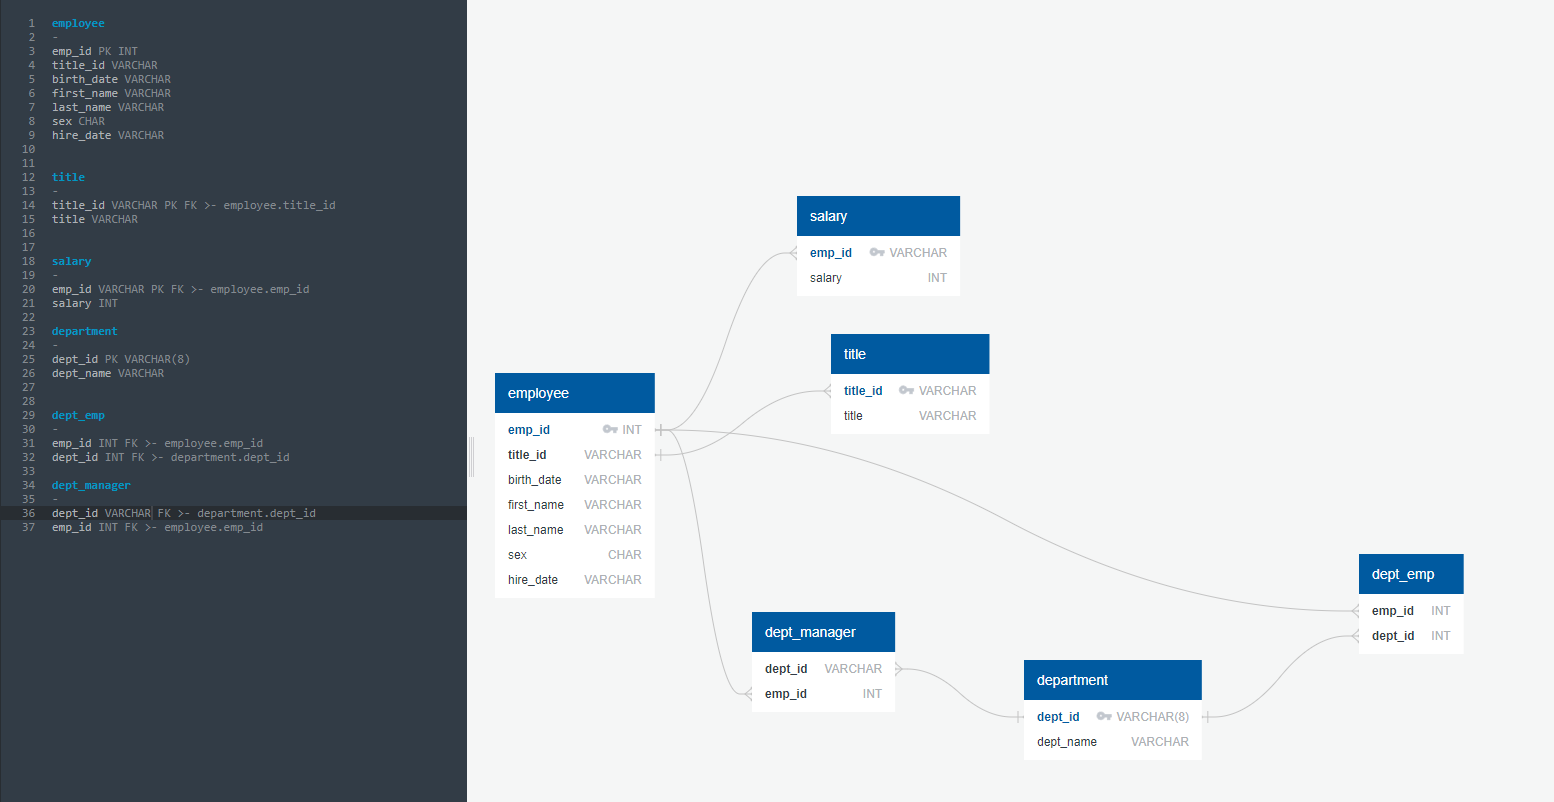 1 employee
2 -
3 emp_id PK INT
4 title_id VARCHAR
5 birth_date VARCHAR
6 first_name VARCHAR
7 last_name VARCHAR
8 sex CHAR
9 hire_date VARCHAR
10
11
12 title
13 -
14 title_id VARCHAR PK FK >- employee.title_id
15 title VARCHAR
16
17
18 salary
19 -
20 emp_id VARCHAR PK FK >- employee.emp_id
21 salary INT
22
23 department
24 -
25 dept_id PK VARCHAR(8)
26 dept_name VARCHAR
27
28
29 dept_emp
30 -
31 emp_id INT FK >- employee.emp_id
32 dept_id INT FK >- department.dept_id
33
34 dept_manager
35 -
36 dept_id VARCHAR FK >- department.dept_id
37 emp_id INT FK >- employee.emp_id
salary
emp_id VARCHAR
salary INT
title
title_id VARCHAR
title VARCHAR
employee
emp_id INT
title_id VARCHAR
birth_date VARCHAR
first_name VARCHAR
last_name VARCHAR
sex CHAR
hire_date VARCHAR
dept_emp
emp_id INT
dept_id INT
dept_manager
dept_id VARCHAR
emp_id INT
department
dept_id VARCHAR(8)
dept_name VARCHAR